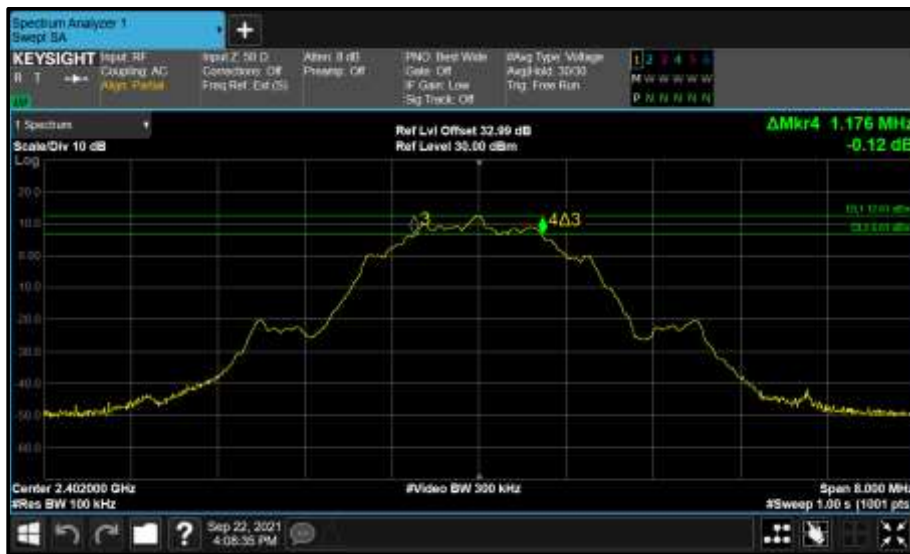 Spectrum Analyzer 1
Swept SA
+
KEYSIGHT
R T
Input: RF
Coupling: AC
Align: Partial
Input Z: 50 Ω
Corrections: Off
Freq Ref: Ext (S)
Atten: 8 dB
Preamp: Off
PNO: Best Wide
Gate: Off
IF Gain: Low
Sig Track: Off
#Avg Type: Voltage
Avg|Hold: 30/30
Trig: Free Run
1 2 3 4 5 6
M W W W W W
P N N N N N
1 Spectrum
Scale/Div 10 dB
Log
Ref Lvl Offset 32.99 dB
Ref Level 30.00 dBm
ΔMkr4 1.176 MHz
-0.12 dB
20.0
10.0
0.00
-10.0
-20.0
-30.0
-40.0
-50.0
-60.0
3
4Δ3
Center 2.402000 GHz
#Res BW 100 kHz
#Video BW 300 kHz
Span 8.000 MHz
#Sweep 1.00 s (1001 pts)
?
Sep 22, 2021
4:08:35 PM